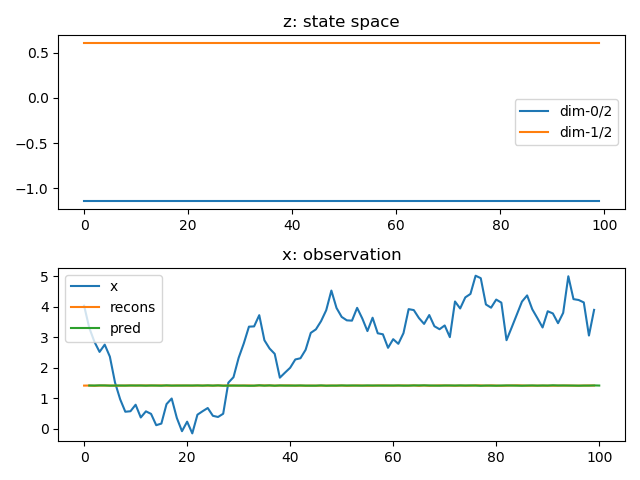 z: state space
0.5
0.0
−0.5
−1.0
dim-0/2
dim-1/2
0 20 40 60 80 100
x: observation
5
4
3
2
1
0
x
recons
pred
0 20 40 60 80 100